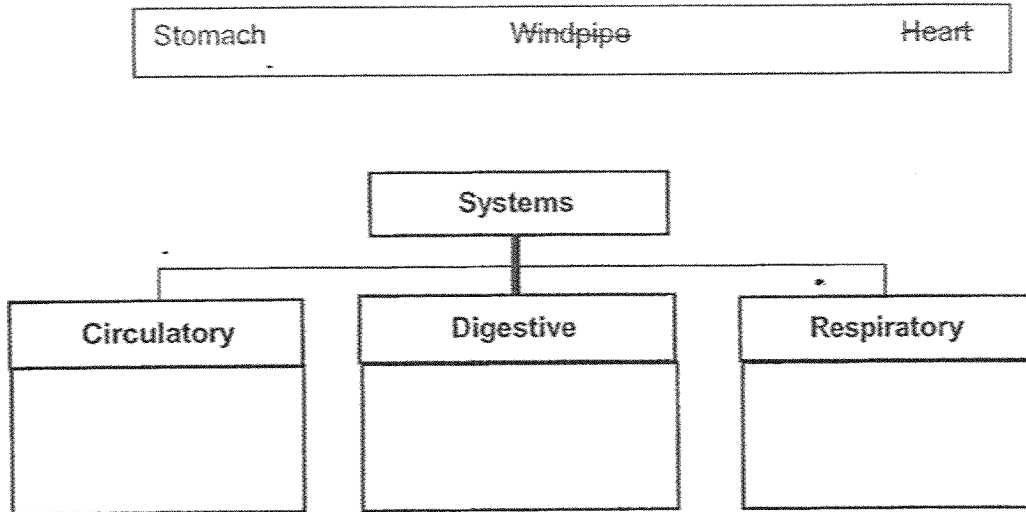 Stomach Windpipe Heart
Systems
Circulatory Digestive Respiratory